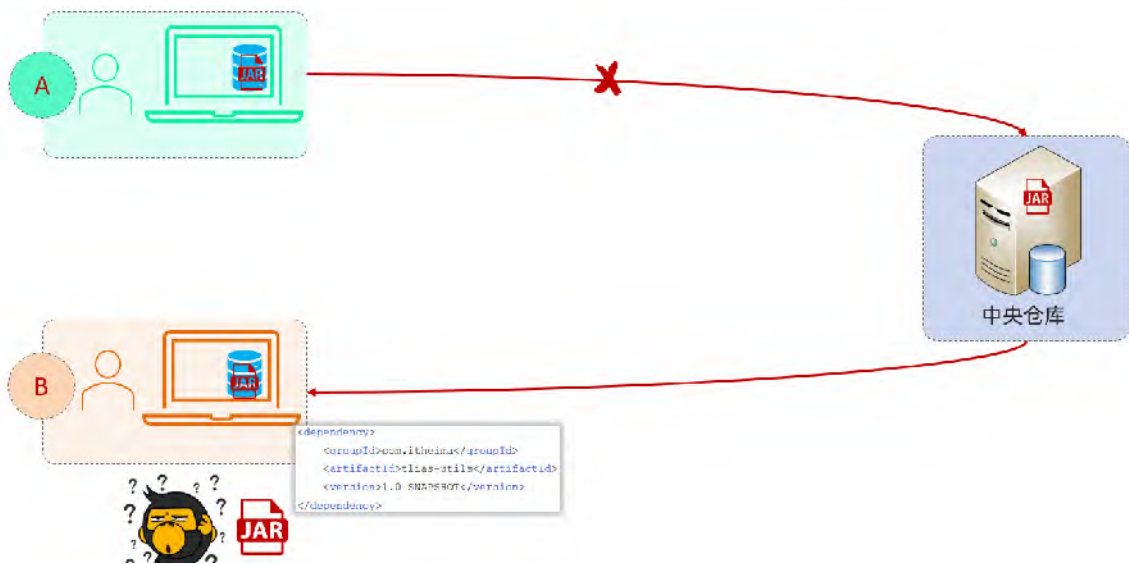 A
JAR
JAR
中央仓库
B
JAR
<dependency>
<groupId>com.itheima</groupId>
<artifactId>tlias-utils</artifactId>
<version>1.0-SNAPSHOT</version>
</dependency>
? ? ? ?
? ?
? ?
? ?
? ?
JAR